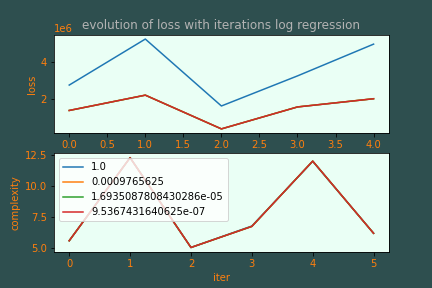 evolution of loss with iterations log regression
1e6
4
2
loss
0.0 0.5 1.0 1.5 2.0 2.5 3.0 3.5 4.0
12.5
10.0
7.5
5.0
complexity
1.0
0.0009765625
1.6935087808430286e-05
9.5367431640625e-07
0 1 2 3 4 5
iter